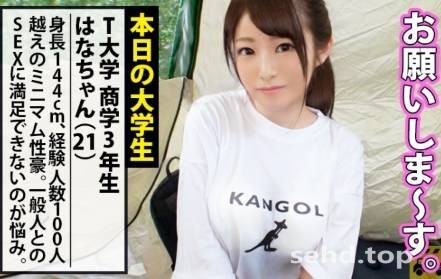 お願いしま～す。
本日の大学生
T大学 商学3年生
はなちゃん(21)
身長144cm、経験人数100人
越えのミニマム性豪。一般人との
SEXに満足できないのが悩み。
KANGOL
sehd.top